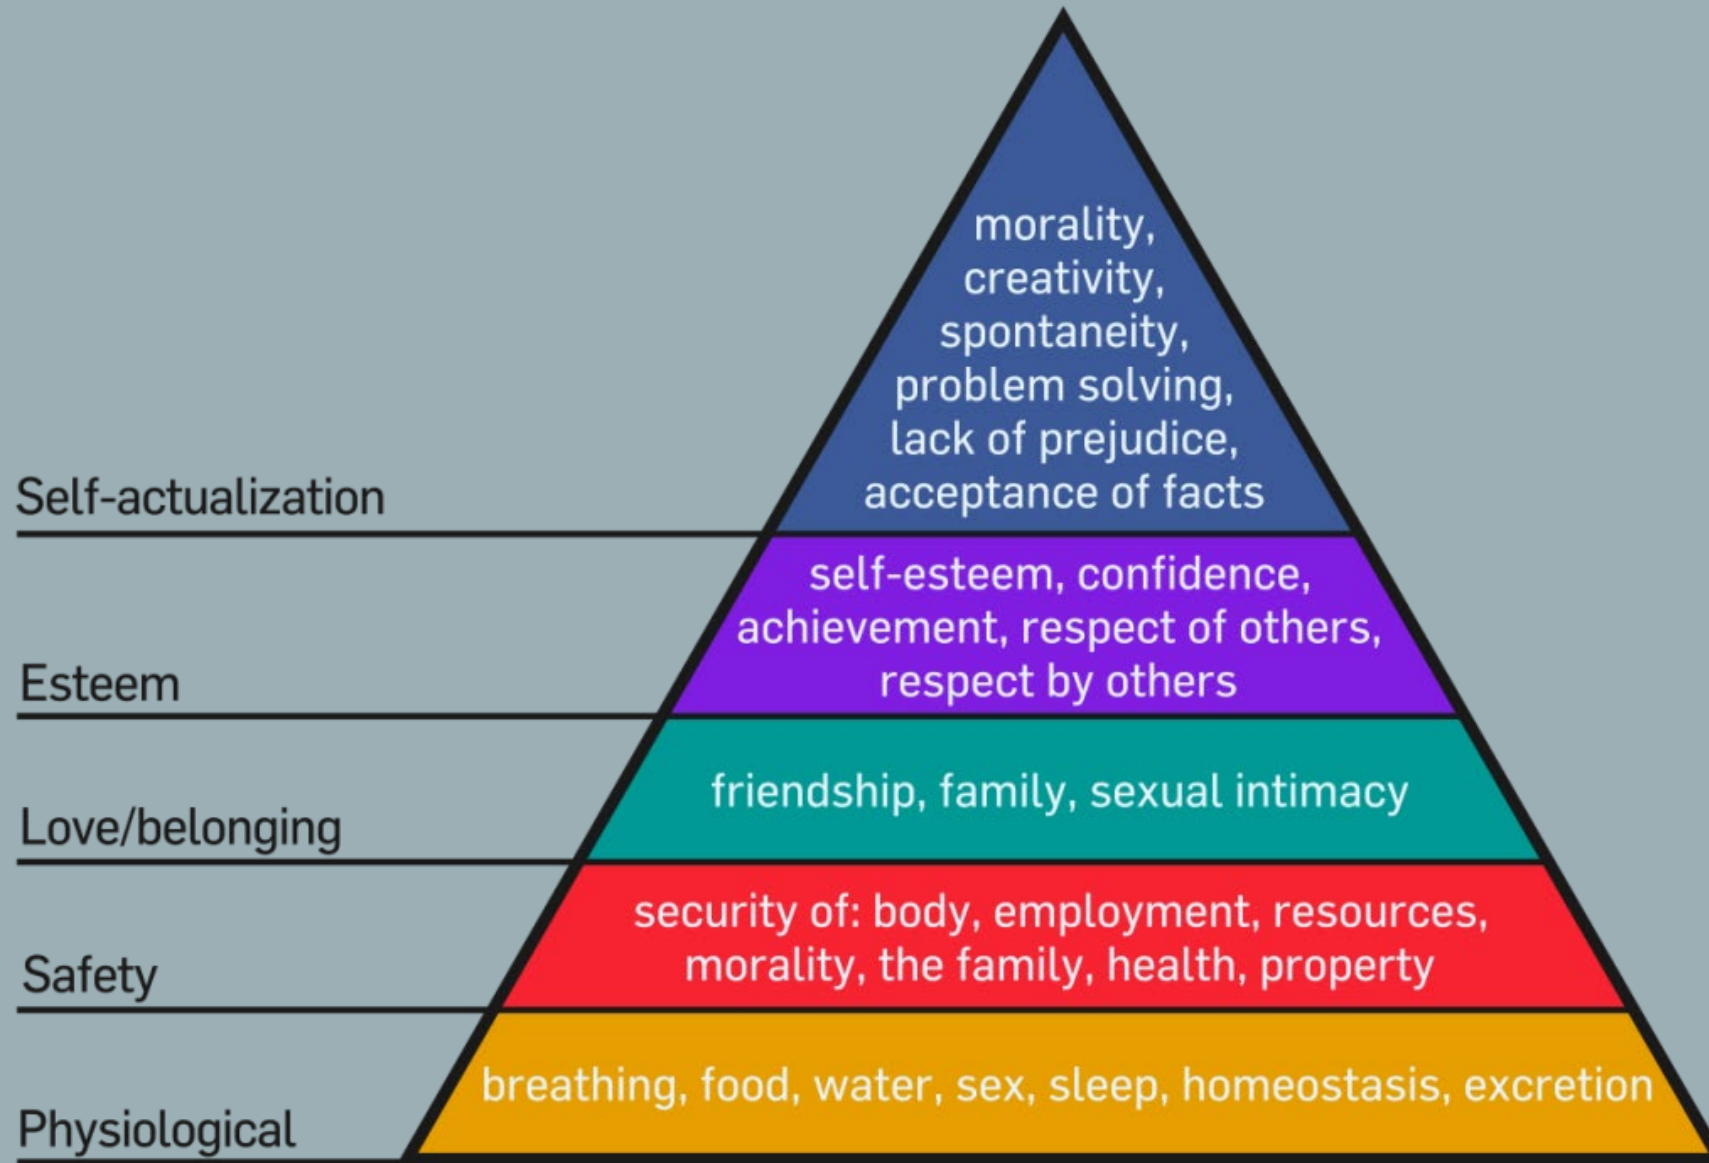 morality,
creativity,
spontaneity,
problem solving,
lack of prejudice,
acceptance of facts
Self-actualization
self-esteem, confidence,
achievement, respect of others,
respect by others
Esteem
friendship, family, sexual intimacy
Love/belonging
security of: body, employment, resources,
morality, the family, health, property
Safety
breathing, food, water, sex, sleep, homeostasis, excretion
Physiological